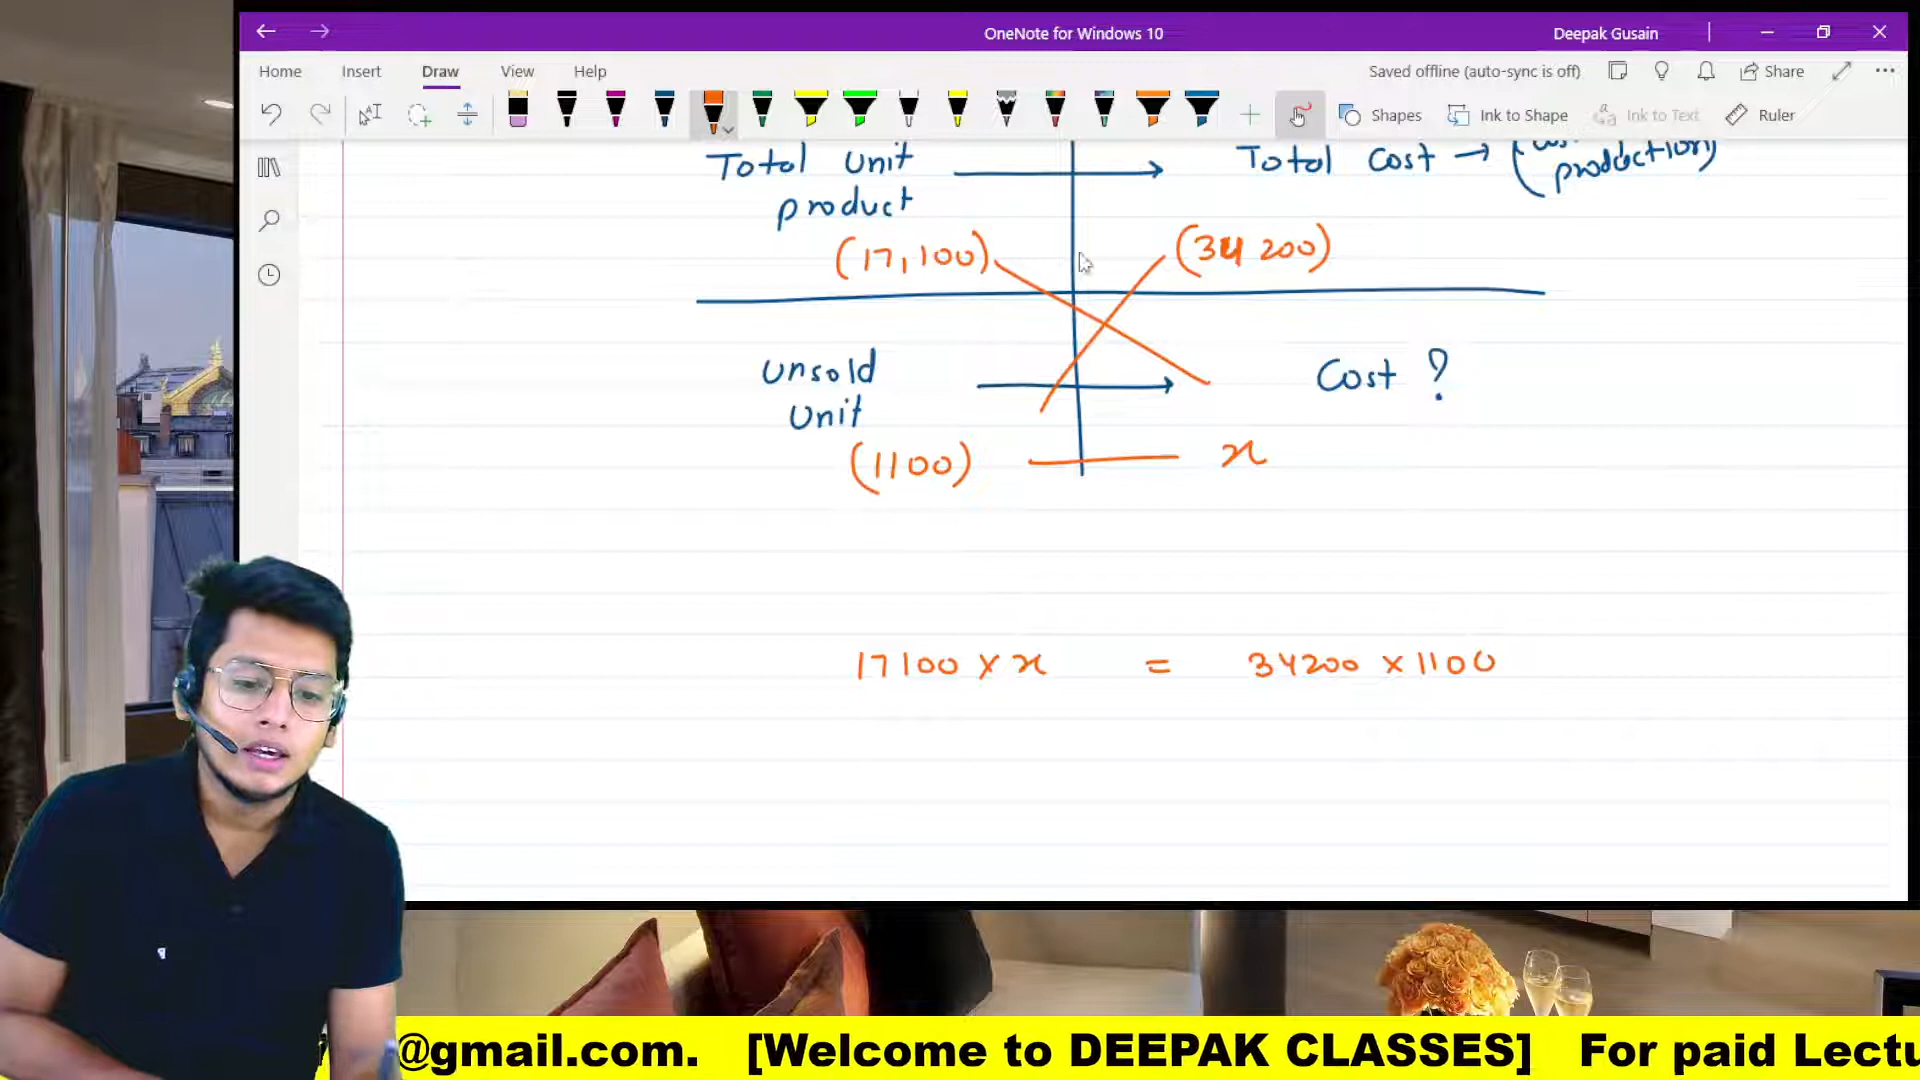 OneNote for Windows 10
Deepak Gusain
Home Insert Draw View Help
Saved offline (auto-sync is off)
Share
Shapes Ink to Shape Ink to Text Ruler
Total Unit → Total Cost →
production)
product
(17,100) (34 200)
Unsold → Cost ?
Unit
(1100) x
17100 × x = 34200 × 1100
@gmail.com. [Welcome to DEEPAK CLASSES] For paid